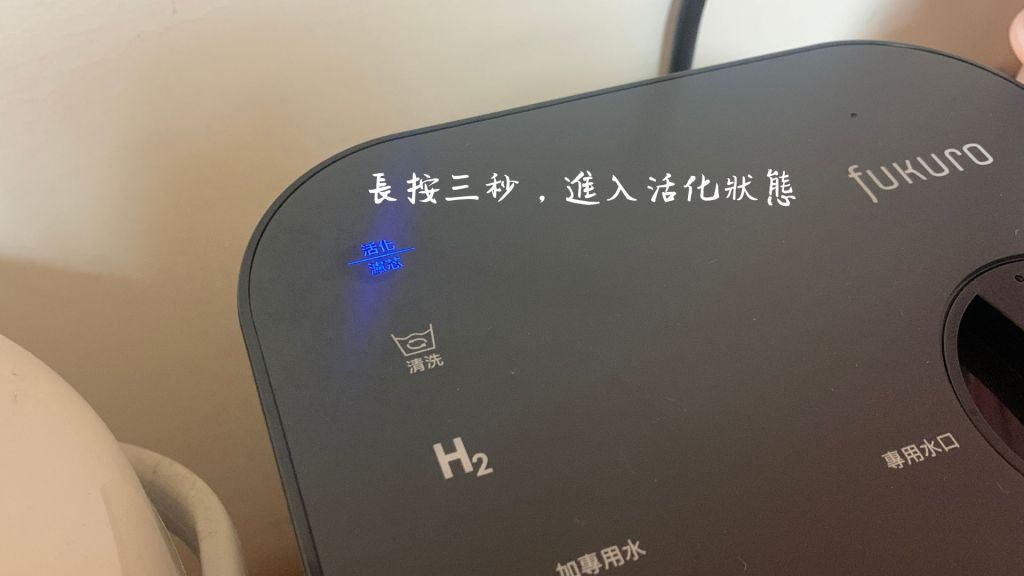 長按三秒，進入活化狀態
fukuro
活化
濾液
清洗
H₂
專用水口
加專用水